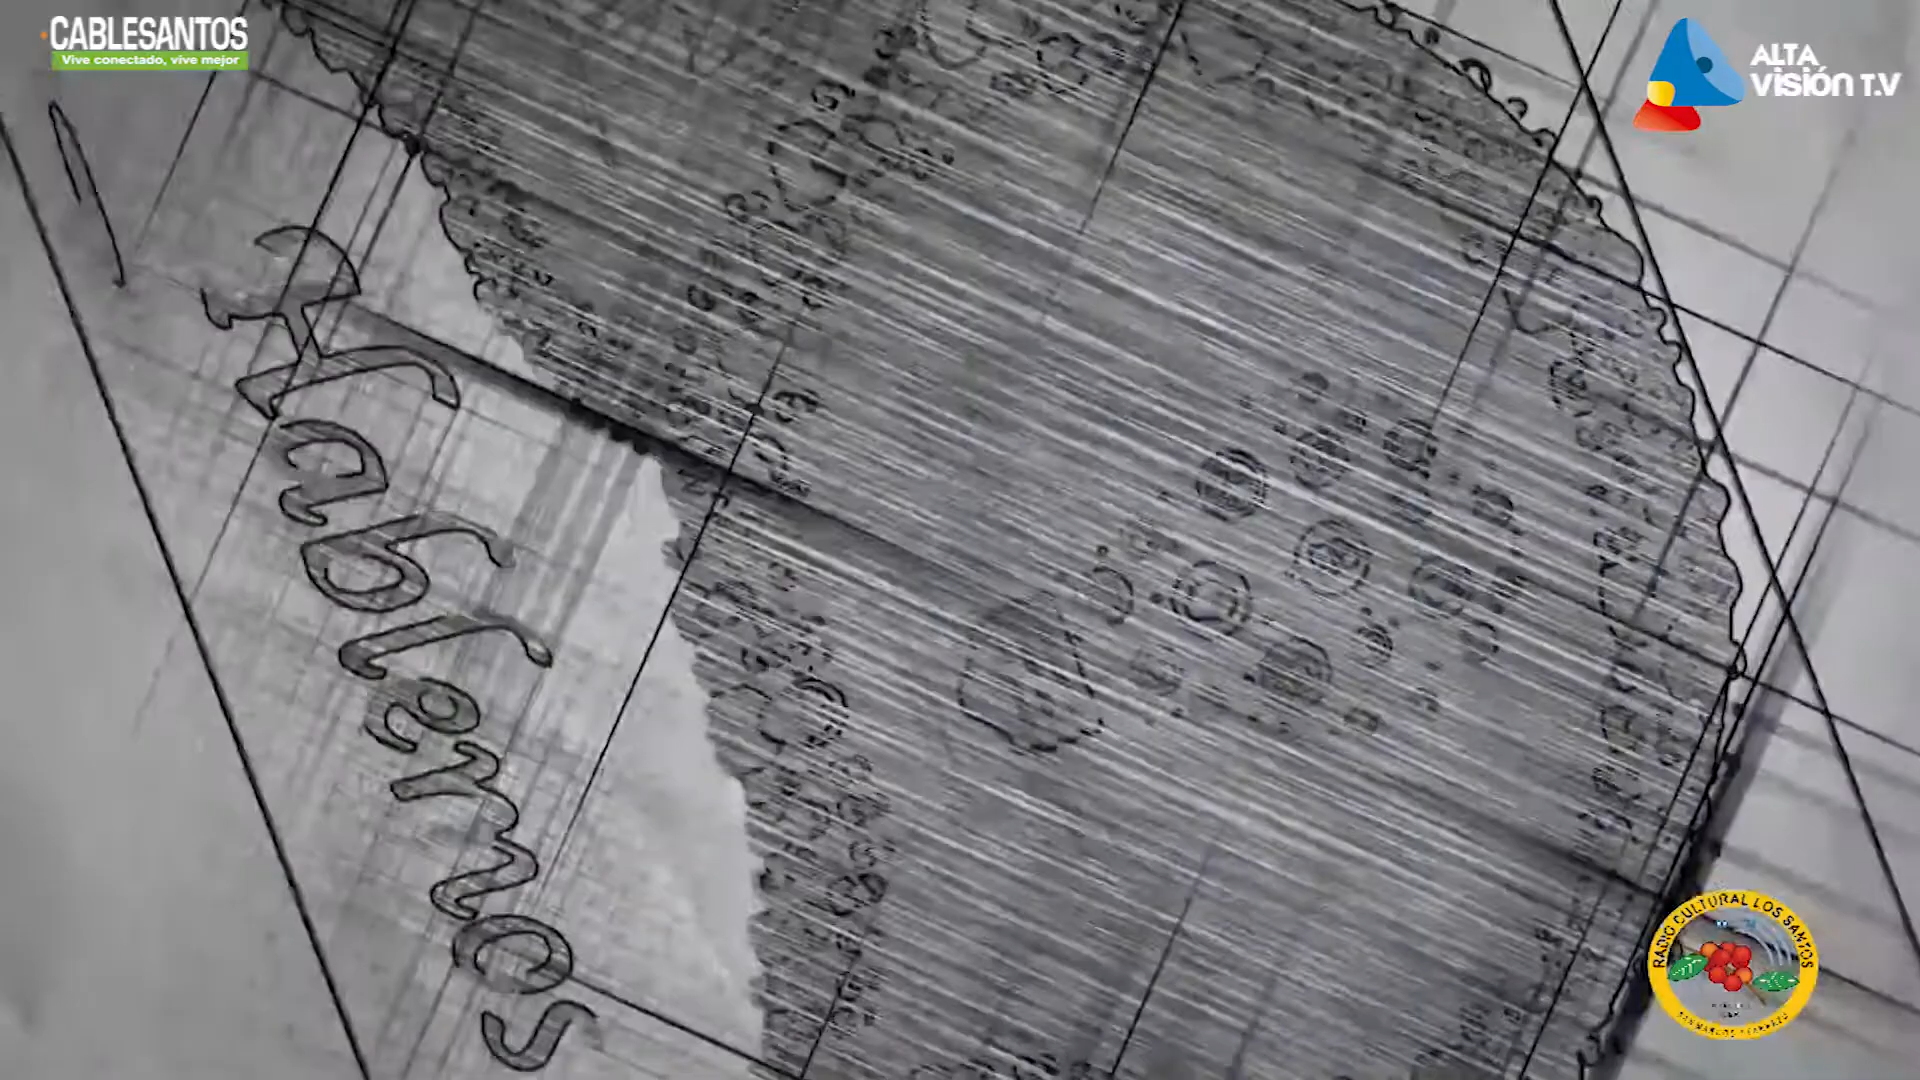 CABLESANTOS
Vive conectado, vive mejor
ALTA
visión T.V
Hablemos
RADIO CULTURAL LOS SANTOS